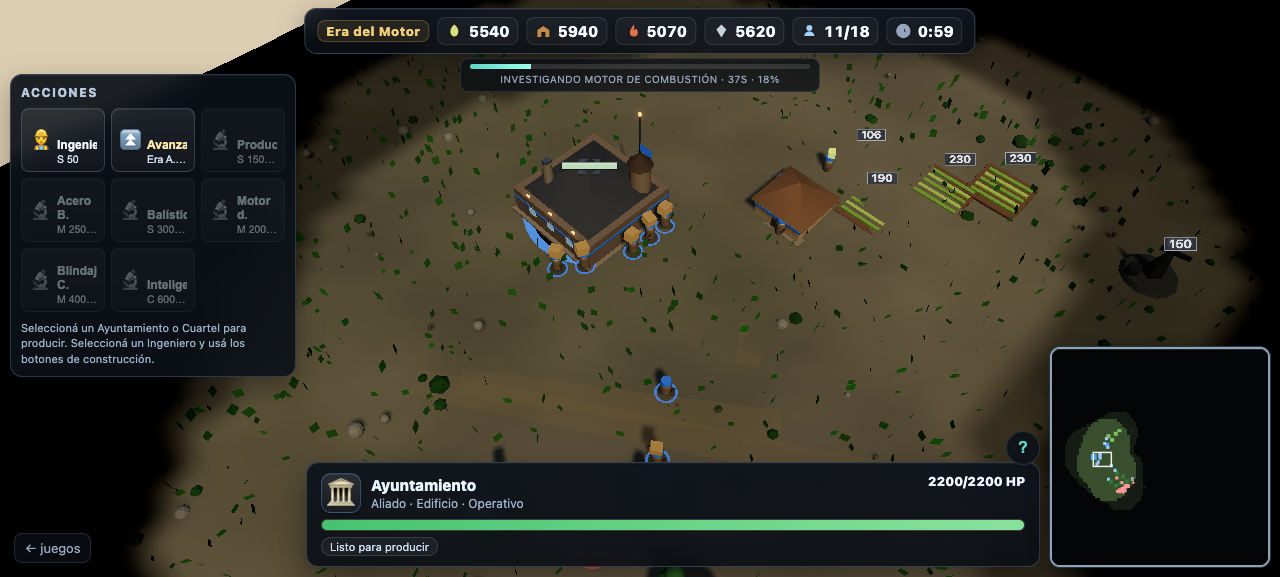 Era del Motor
5540
5940
5070
5620
11/18
0:59
INVESTIGANDO MOTOR DE COMBUSTIÓN · 37S · 18%
ACCIONES
Ingenie
S 50
Avanza
Era A....
Produc
S 150...
Acero
B.
M 250...
Balístic
S 300...
Motor
d.
M 200...
Blindaj
C.
M 400...
Intelige
C 600...
Seleccioná un Ayuntamiento o Cuartel para
producir. Seleccioná un Ingeniero y usá los
botones de construcción.
106
190
230
230
150
?
Ayuntamiento
2200/2200 HP
Aliado · Edificio · Operativo
Listo para producir
← juegos